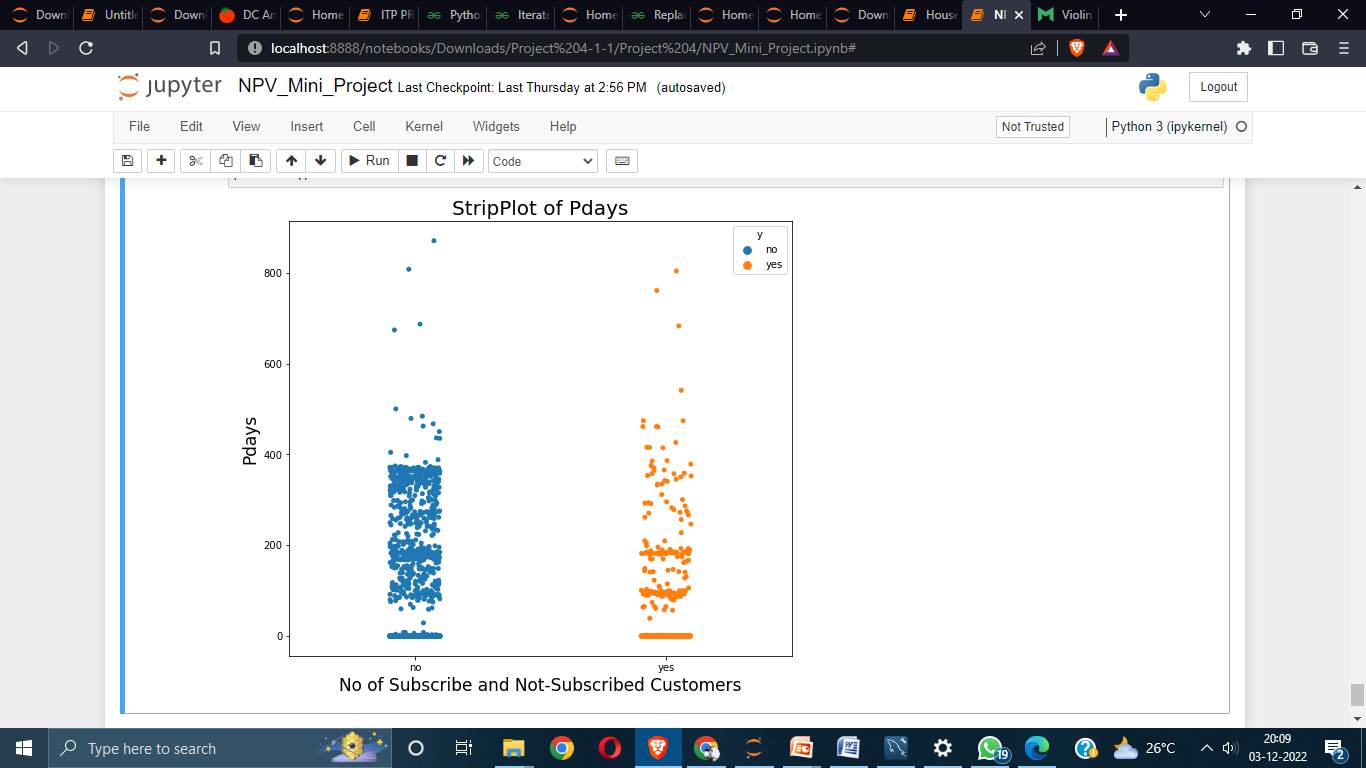 Downl
Untitle
Downl
DC An
Home
ITP PR
Pytho
Iterate
Home
Repla
Home
Home
Down
House
NP
Violin
localhost:8888/notebooks/Downloads/Project%204-1-1/Project%204/NPV_Mini_Project.ipynb#
jupyter NPV_Mini_Project Last Checkpoint: Last Thursday at 2:56 PM (autosaved)
Logout
File Edit View Insert Cell Kernel Widgets Help
Not Trusted
Python 3 (ipykernel)
Run
Code
StripPlot of Pdays
y
no
yes
800
600
400
200
0
Pdays
no yes
No of Subscribe and Not-Subscribed Customers
Type here to search
19
26°C
20:09
03-12-2022
2